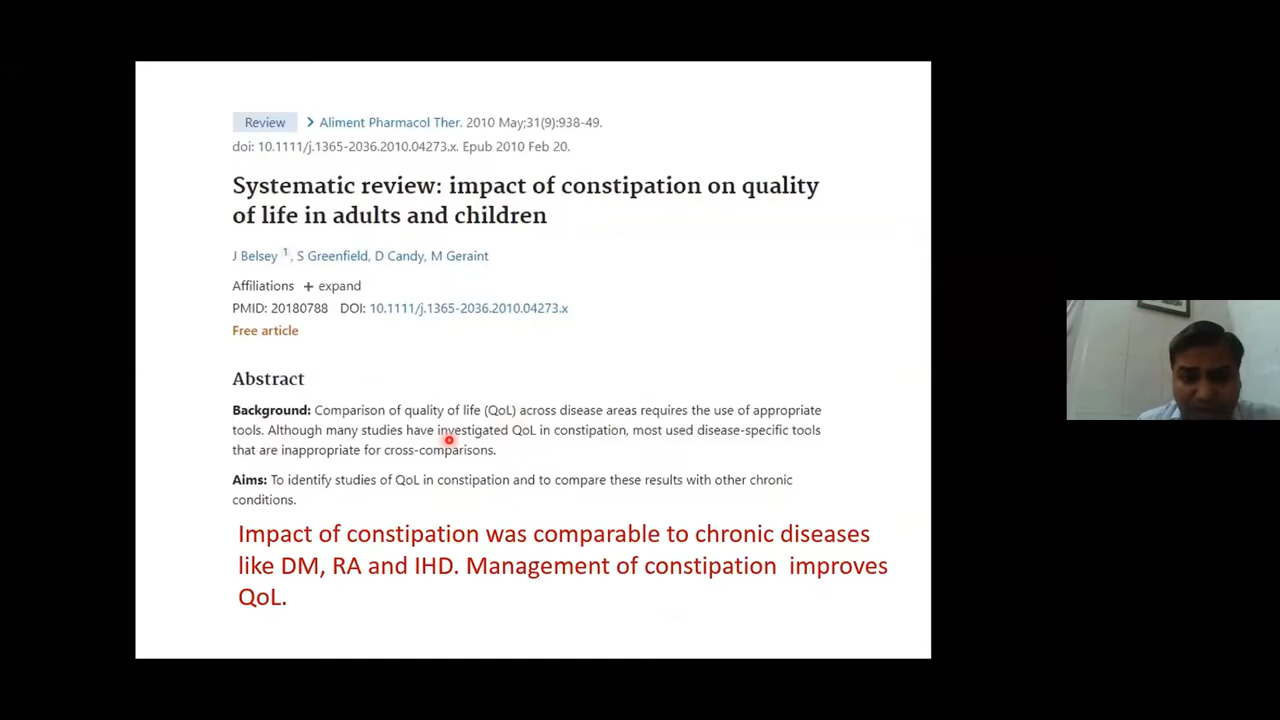 Review > Aliment Pharmacol Ther. 2010 May;31(9):938-49.
doi: 10.1111/j.1365-2036.2010.04273.x. Epub 2010 Feb 20.
Systematic review: impact of constipation on quality
of life in adults and children
J Belsey 1, S Greenfield, D Candy, M Geraint
Affiliations + expand
PMID: 20180788 DOI: 10.1111/j.1365-2036.2010.04273.x
Free article
Abstract
Background: Comparison of quality of life (QoL) across disease areas requires the use of appropriate
tools. Although many studies have investigated QoL in constipation, most used disease-specific tools
that are inappropriate for cross-comparisons.
Aims: To identify studies of QoL in constipation and to compare these results with other chronic
conditions.
Impact of constipation was comparable to chronic diseases
like DM, RA and IHD. Management of constipation improves
QoL.